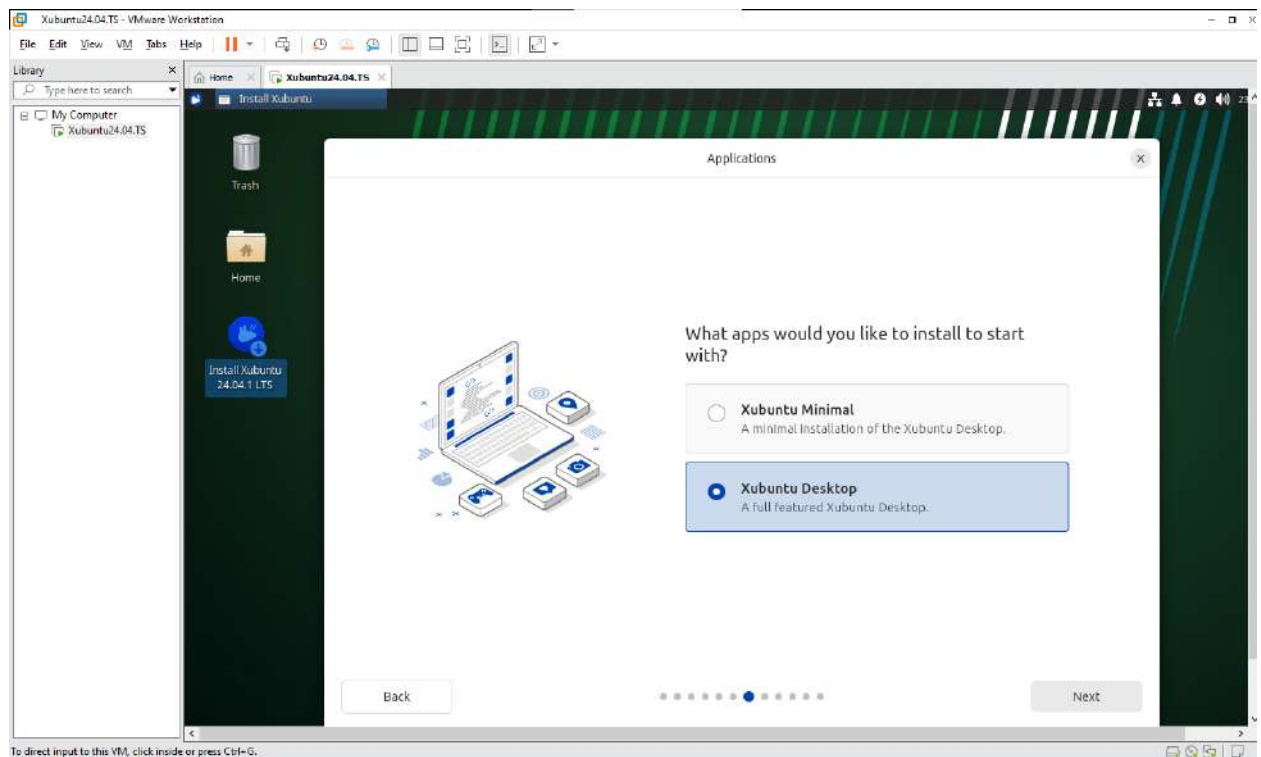 Xubuntu24.04.TS - VMware Workstation
File Edit View VM Tabs Help
Library
Type here to search
My Computer
Xubuntu24.04.TS
Home
Xubuntu24.04.TS
Install Xubuntu
Trash
Home
Install Xubuntu
24.04.1 LTS
Applications
What apps would you like to install to start
with?
Xubuntu Minimal
A minimal installation of the Xubuntu Desktop.
Xubuntu Desktop
A full featured Xubuntu Desktop.
Back
Next
To direct input to this VM, click inside or press Ctrl+G.